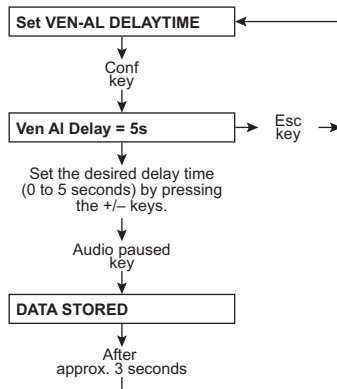 Set VEN-AL DELAYTIME
Conf
key
Ven Al Delay = 5s
Esc
key
Set the desired delay time
(0 to 5 seconds) by pressing
the +/– keys.
Audio paused
key
DATA STORED
After
approx. 3 seconds